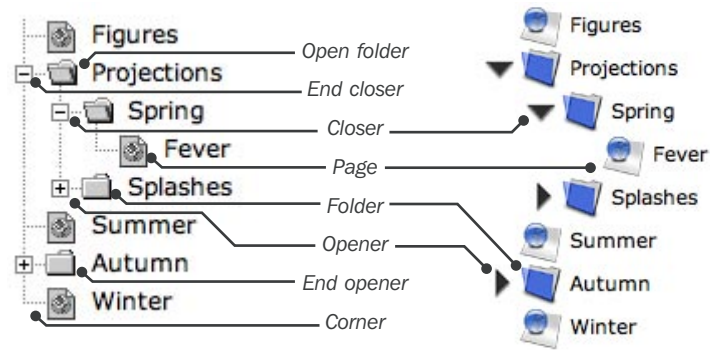 Figures
Projections
Spring
Fever
Splashes
Summer
Autumn
Winter
Open folder
End closer
Closer
Page
Folder
Opener
End opener
Corner
Figures
Projections
Spring
Fever
Splashes
Summer
Autumn
Winter